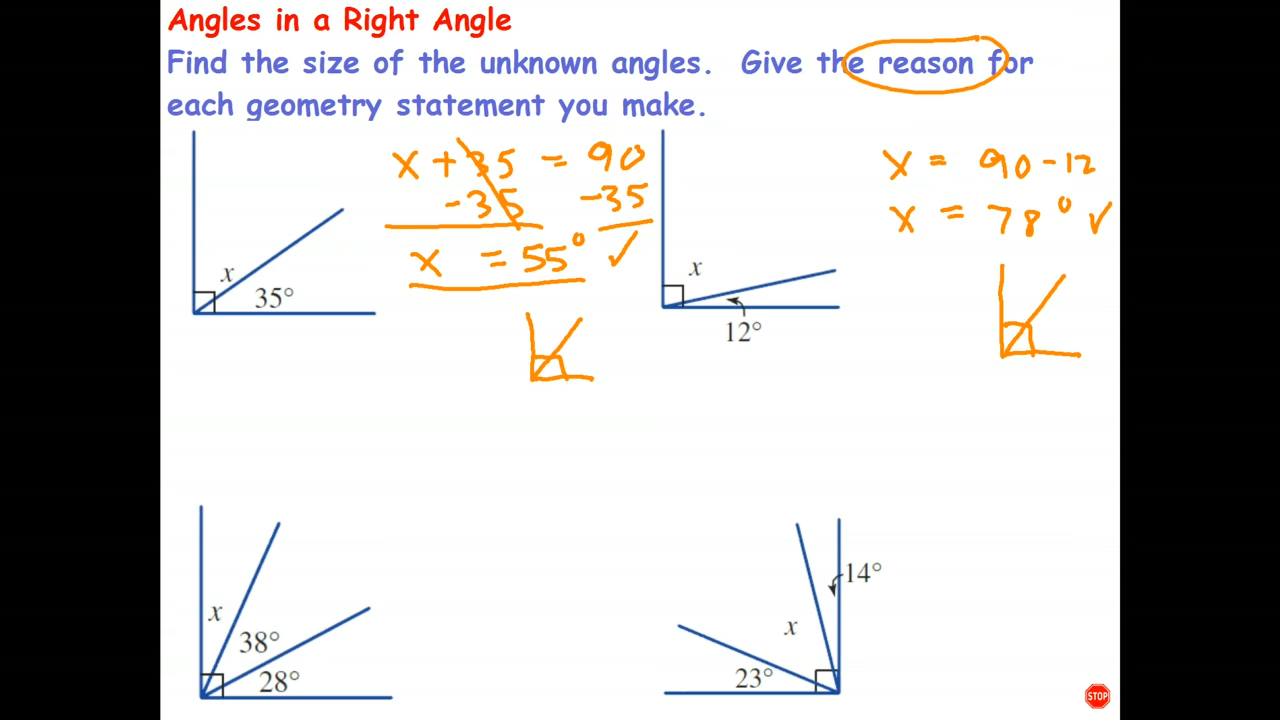 Angles in a Right Angle
Find the size of the unknown angles. Give the reason for
each geometry statement you make.
x + 35 = 90
-35 -35
x = 55° ✓
x
35°
x = 90 - 12
x = 78° ✓
x
12°
x
38°
28°
14°
x
23°
STOP